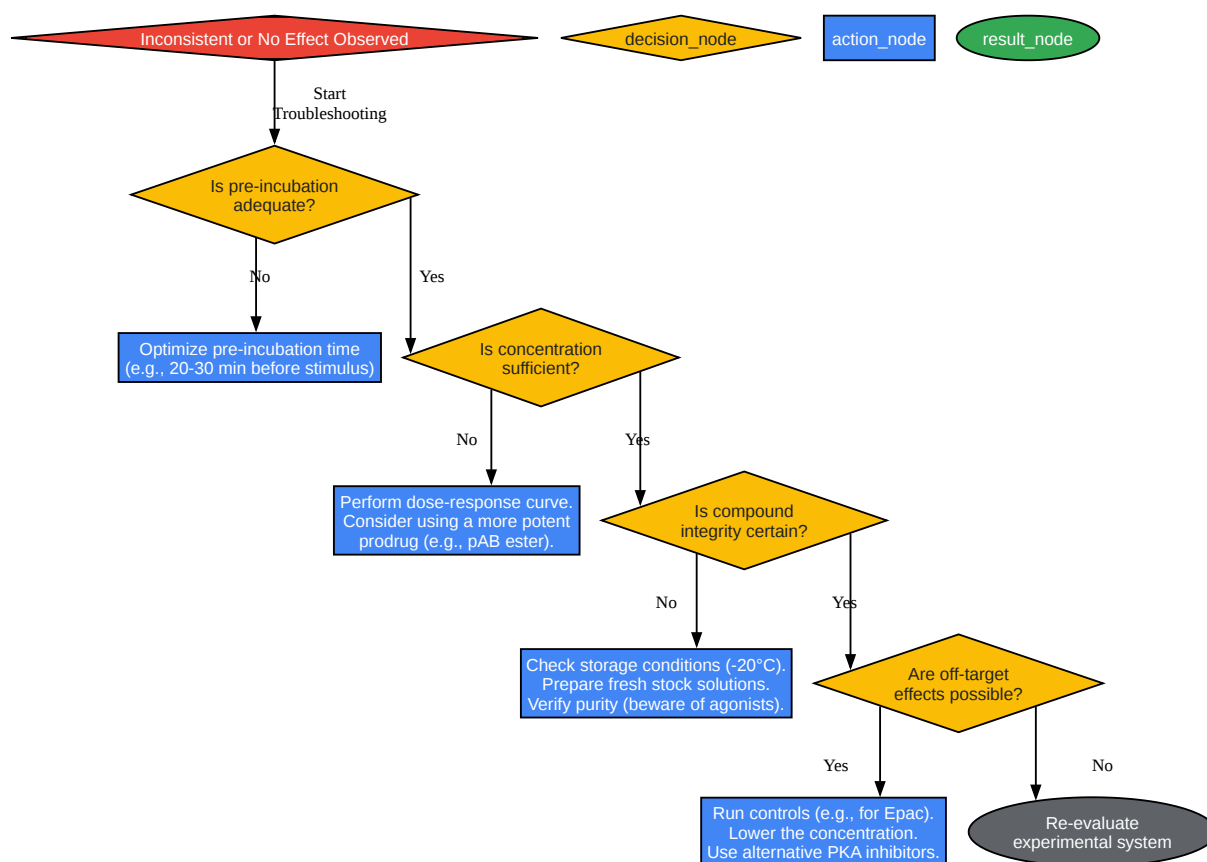 Inconsistent or No Effect Observed
decision_node
action_node
result_node
Start
Troubleshooting
Is pre-incubation
adequate?
No
Yes
Optimize pre-incubation time
(e.g., 20-30 min before stimulus)
Is concentration
sufficient?
No
Yes
Perform dose-response curve.
Consider using a more potent
prodrug (e.g., pAB ester).
Is compound
integrity certain?
No
Yes
Check storage conditions (-20°C).
Prepare fresh stock solutions.
Verify purity (beware of agonists).
Are off-target
effects possible?
Yes
No
Run controls (e.g., for Epac).
Lower the concentration.
Use alternative PKA inhibitors.
Re-evaluate
experimental system